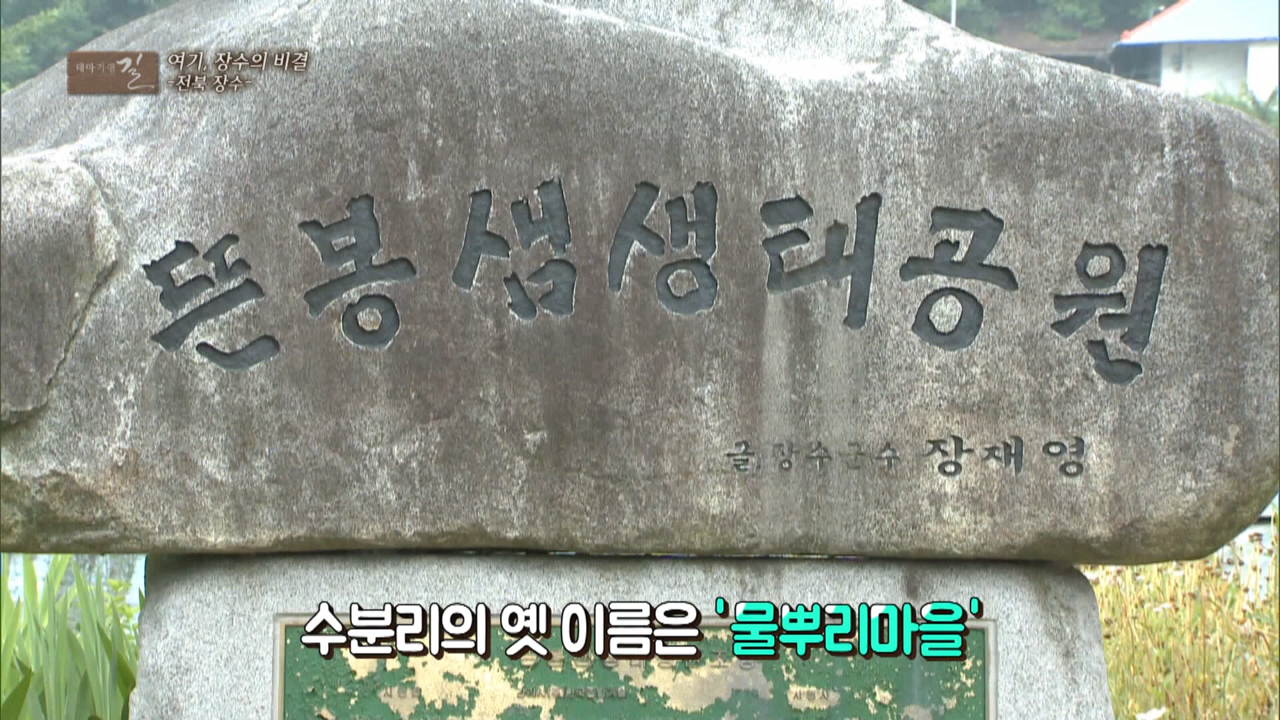 테마기행 길
여기, 장수의 비결
-전북 장수-
뜬봉샘생태공원
글 장수군수 장재영
수분리의 옛 이름은 '물뿌리마을'